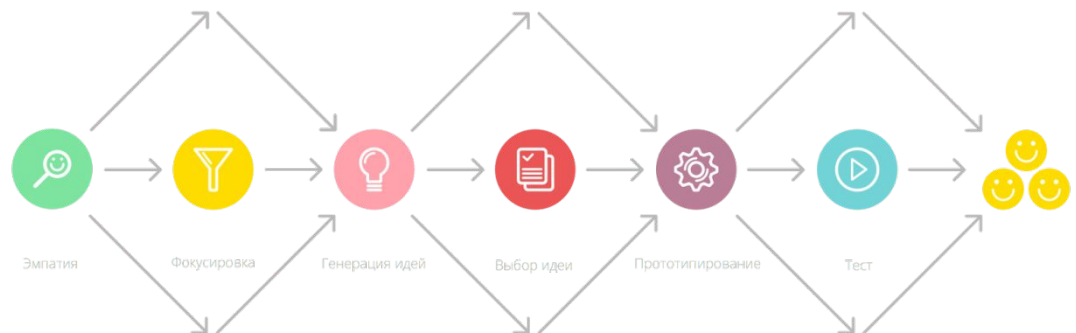 Эмпатия
Фокусировка
Генерация идей
Выбор идеи
Прототипирование
Тест